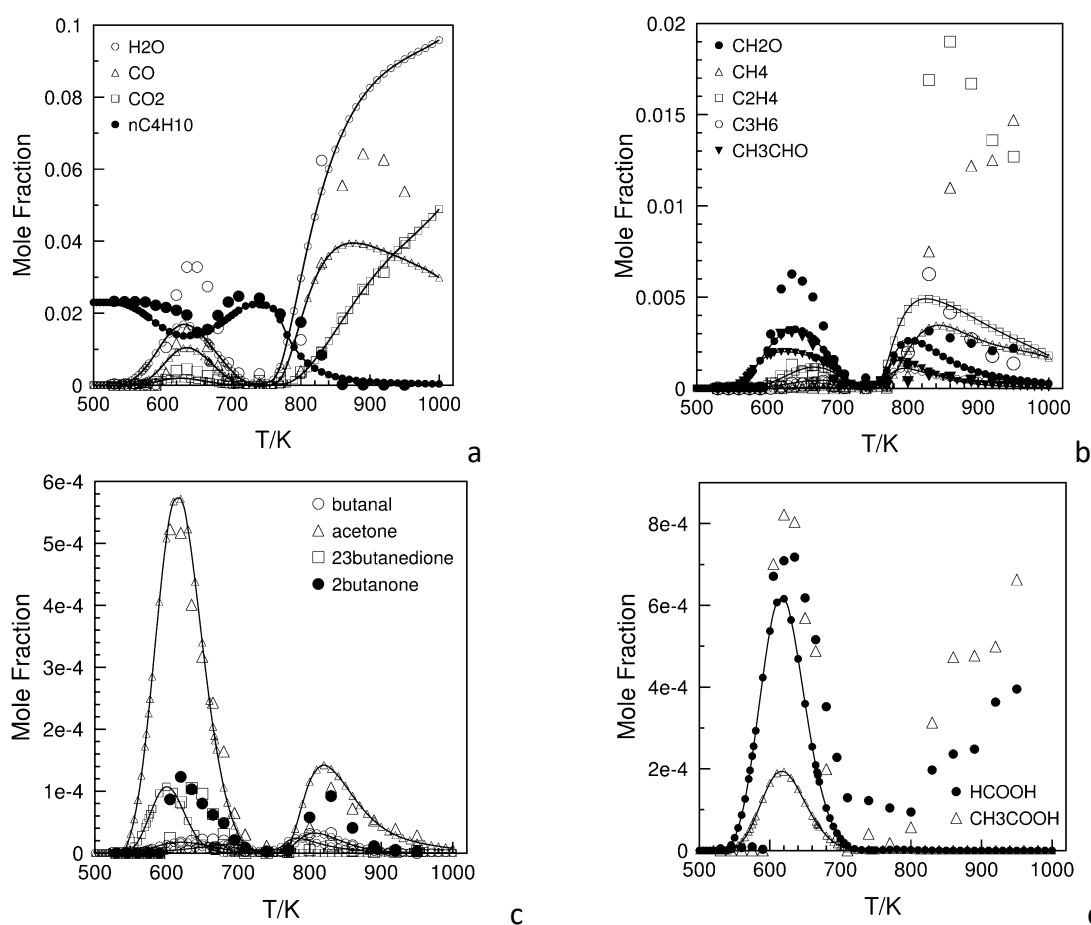 0.1
0.08
0.06
0.04
0.02
0
Mole Fraction
H2O
CO
CO2
nC4H10
500 600 700 800 900 1000
T/K
a
0.02
0.015
0.01
0.005
0
Mole Fraction
CH2O
CH4
C2H4
C3H6
CH3CHO
500 600 700 800 900 1000
T/K
b
6e-4
5e-4
4e-4
3e-4
2e-4
1e-4
0
Mole Fraction
butanal
acetone
23butanedione
2butanone
500 600 700 800 900 1000
T/K
c
8e-4
6e-4
4e-4
2e-4
0
Mole Fraction
HCOOH
CH3COOH
500 600 700 800 900 1000
T/K